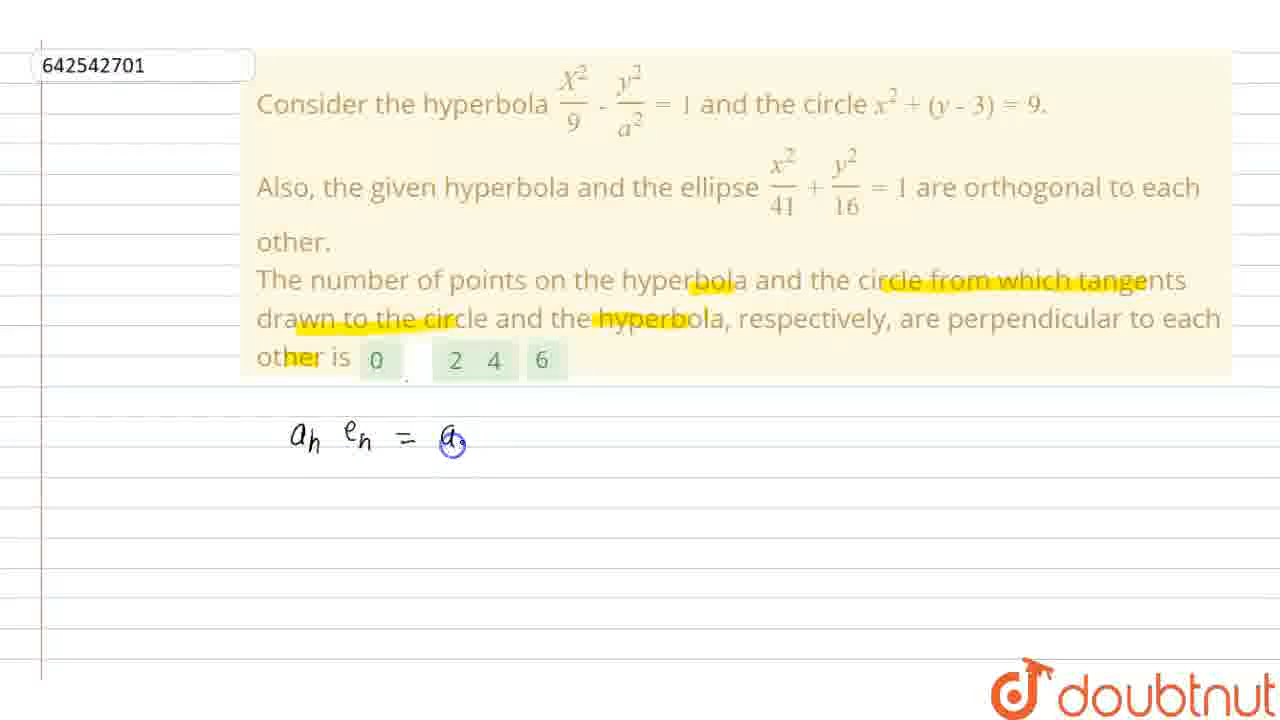 642542701
Consider the hyperbola X²/9 - y²/a² = 1 and the circle x² + (y - 3) = 9.
Also, the given hyperbola and the ellipse x²/41 + y²/16 = 1 are orthogonal to each
other.
The number of points on the hyperbola and the circle from which tangents
drawn to the circle and the hyperbola, respectively, are perpendicular to each
other is 0 2 4 6
a_h e_h = a
doubtnut